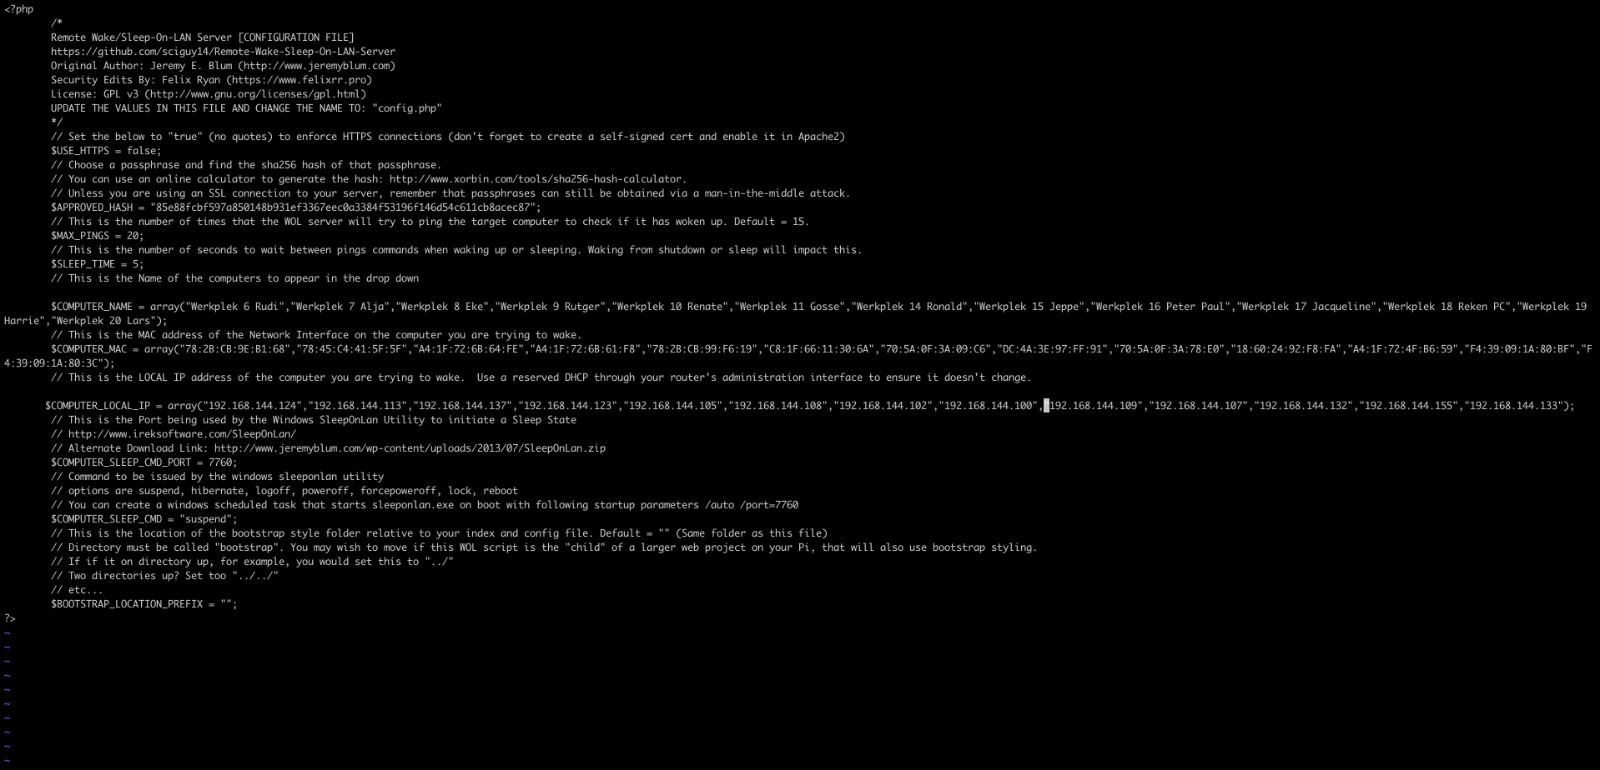 <?php
/*
Remote Wake/Sleep-On-LAN Server [CONFIGURATION FILE]
https://github.com/sciguy14/Remote-Wake-Sleep-On-LAN-Server
Original Author: Jeremy E. Blum (http://www.jeremyblum.com)
Security Edits By: Felix Ryan (https://www.felixrr.pro)
License: GPL v3 (http://www.gnu.org/licenses/gpl.html)
UPDATE THE VALUES IN THIS FILE AND CHANGE THE NAME TO: "config.php"
*/
// Set the below to "true" (no quotes) to enforce HTTPS connections (don't forget to create a self-signed cert and enable it in Apache2)
$USE_HTTPS = false;
// Choose a passphrase and find the sha256 hash of that passphrase.
// You can use an online calculator to generate the hash: http://www.xorbin.com/tools/sha256-hash-calculator.
// Unless you are using an SSL connection to your server, remember that passphrases can still be obtained via a man-in-the-middle attack.
$APPROVED_HASH = "85e88fcbf597a850148b931ef3367eec0a3384f53196f146d54c611cb8acec87";
// This is the number of times that the WOL server will try to ping the target computer to check if it has woken up. Default = 15.
$MAX_PINGS = 20;
// This is the number of seconds to wait between pings commands when waking up or sleeping. Waking from shutdown or sleep will impact this.
$SLEEP_TIME = 5;
// This is the Name of the computers to appear in the drop down
$COMPUTER_NAME = array("Werkplek 6 Rudi","Werkplek 7 Alja","Werkplek 8 Eke","Werkplek 9 Rutger","Werkplek 10 Renate","Werkplek 11 Gosse","Werkplek 14 Ronald","Werkplek 15 Jeppe","Werkplek 16 Peter Paul","Werkplek 17 Jacqueline","Werkplek 18 Reken PC","Werkplek 19
Harrie","Werkplek 20 Lars");
// This is the MAC address of the Network Interface on the computer you are trying to wake.
$COMPUTER_MAC = array("78:2B:CB:9E:B1:68","78:45:C4:41:5F:5F","A4:1F:72:6B:64:FE","A4:1F:72:6B:61:F8","78:2B:CB:99:F6:19","C8:1F:66:11:30:6A","70:5A:0F:3A:09:C6","DC:4A:3E:97:FF:91","70:5A:0F:3A:78:E0","18:60:24:92:F8:FA","A4:1F:72:4F:B6:59","F4:39:09:1A:80:BF","F
4:39:09:1A:80:3C");
// This is the LOCAL IP address of the computer you are trying to wake.  Use a reserved DHCP through your router's administration interface to ensure it doesn't change.
$COMPUTER_LOCAL_IP = array("192.168.144.124","192.168.144.113","192.168.144.137","192.168.144.123","192.168.144.105","192.168.144.108","192.168.144.102","192.168.144.100","192.168.144.109","192.168.144.107","192.168.144.132","192.168.144.155","192.168.144.133");
// This is the Port being used by the Windows SleepOnLan Utility to initiate a Sleep State
// http://www.ireksoftware.com/SleepOnLan/
// Alternate Download Link: http://www.jeremyblum.com/wp-content/uploads/2013/07/SleepOnLan.zip
$COMPUTER_SLEEP_CMD_PORT = 7760;
// Command to be issued by the windows sleeponlan utility
// options are suspend, hibernate, logoff, poweroff, forcepoweroff, lock, reboot
// You can create a windows scheduled task that starts sleeponlan.exe on boot with following startup parameters /auto /port=7760
$COMPUTER_SLEEP_CMD = "suspend";
// This is the location of the bootstrap style folder relative to your index and config file. Default = "" (Same folder as this file)
// Directory must be called "bootstrap". You may wish to move if this WOL script is the "child" of a larger web project on your Pi, that will also use bootstrap styling.
// If if it on directory up, for example, you would set this to "../"
// Two directories up? Set too "../../"
// etc...
$BOOTSTRAP_LOCATION_PREFIX = "";
?>
~
~
~
~
~
~
~
~
~
~